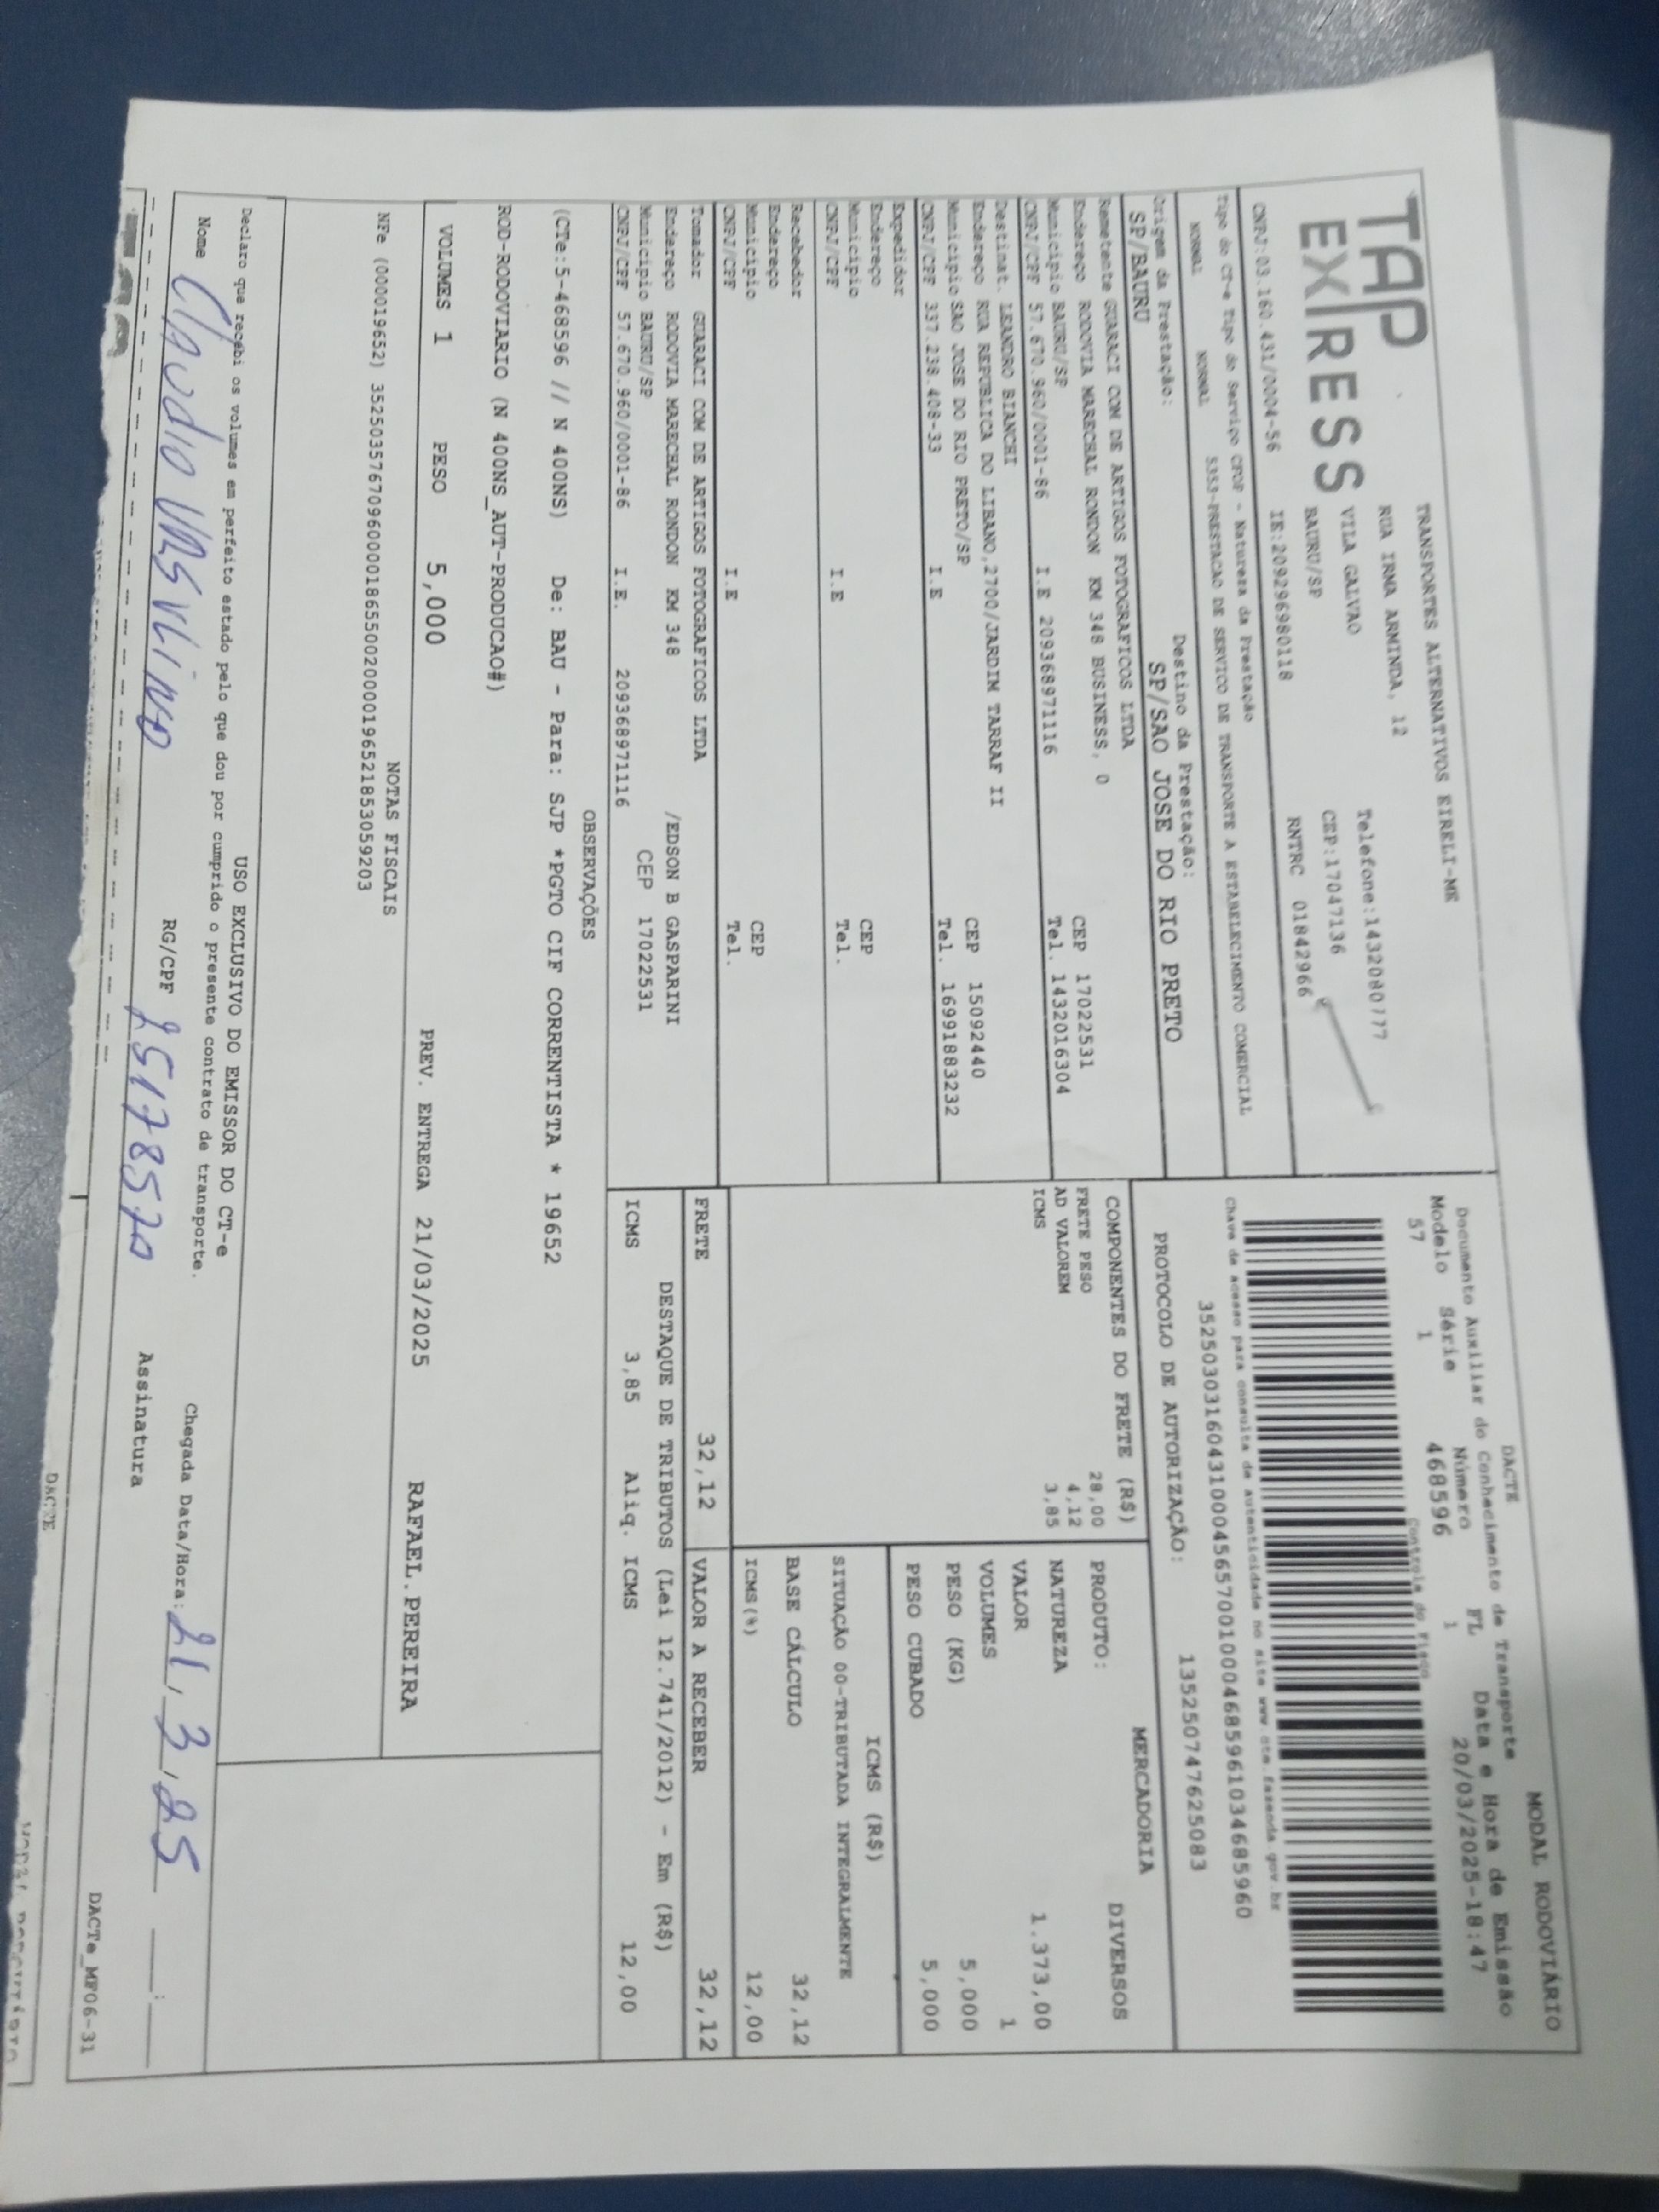 MODAL RODOVIÁRIO
TAP
EXPRESS
TRANSPORTES ALTERNATIVOS EIRELI-ME
RUA IRMA ARMINDA, 12
VILA GALVAO
BAURU/SP
Telefone:1432080777
CEP:17047136
CNPJ:03.160.431/0004-56 IE:209296980118 RNTRC 01842966
DACTE
Documento Auxiliar do Conhecimento de Transporte
Modelo Série Número FL Data e Hora de Emissão
57 1 468596 1 20/03/2025-18:47
Controle do Fisco
Chave de acesso para consulta de autenticidade no site www.cte.fazenda.gov.br
35250303160431000456570010004685961034685960
PROTOCOLO DE AUTORIZAÇÃO: 135250747625083
Tipo do CT-e Tipo do Serviço CFOP - Natureza da Prestação
NORMAL NORMAL 5353-PRESTACAO DE SERVICO DE TRANSPORTE A ESTABELECIMENTO COMERCIAL
Origem da Prestação: Destino da Prestação:
SP/BAURU SP/SAO JOSE DO RIO PRETO
Remetente GUARACI COM DE ARTIGOS FOTOGRAFICOS LTDA
Endereço RODOVIA MARECHAL RONDON KM 348 BUSINESS, 0
Município BAURU/SP CEP 17022531
CNPJ/CPF 57.670.960/0001-86 I.E 209368971116 Tel. 1432016304
Destinat. LEANDRO BIANCHI
Endereço RUA REPUBLICA DO LIBANO,2700/JARDIM TARRAF II
Município SAO JOSE DO RIO PRETO/SP CEP 15092440
CNPJ/CPF 337.238.408-33 I.E Tel. 16991883232
Expedidor
Endereço
Município CEP
CNPJ/CPF I.E Tel.
Recebedor
Endereço
Município CEP
CNPJ/CPF I.E Tel.
Tomador GUARACI COM DE ARTIGOS FOTOGRAFICOS LTDA
Endereço RODOVIA MARECHAL RONDON KM 348 /EDSON B GASPARINI
Município BAURU/SP CEP 17022531
CNPJ/CPF 57.670.960/0001-86 I.E. 209368971116
COMPONENTES DO FRETE (R$)
FRETE PESO 28,00
AD VALOREM 4,12
ICMS 3,85
MERCADORIA
PRODUTO: DIVERSOS
NATUREZA
VALOR 1.373,00
VOLUMES 1
PESO (KG) 5,000
PESO CUBADO 5,000
ICMS (R$)
SITUAÇÃO 00-TRIBUTADA INTEGRALMENTE
BASE CÁLCULO 32,12
ICMS(%) 12,00
FRETE 32,12 VALOR A RECEBER 32,12
DESTAQUE DE TRIBUTOS (Lei 12.741/2012) - Em (R$)
ICMS 3,85 Aliq. ICMS 12,00
OBSERVAÇÕES
(CTe:5-468596 // N 400NS) De: BAU - Para: SJP *PGTO CIF CORRENTISTA * 19652
ROD-RODOVIARIO (N 400NS_AUT-PRODUCAO#)
VOLUMES 1 PESO 5,000 PREV. ENTREGA 21/03/2025 RAFAEL.PEREIRA
NOTAS FISCAIS
NFe (000019652) 35250357670960000186550020000196521853059203
USO EXCLUSIVO DO EMISSOR DO CT-e
Declaro que recebi os volumes em perfeito estado pelo que dou por cumprido o presente contrato de transporte.
Chegada Data/Hora: 21, 3, 25
Nome Claudio RG/CPF 25178570 Assinatura
DACTe_MF06-31
DACTE